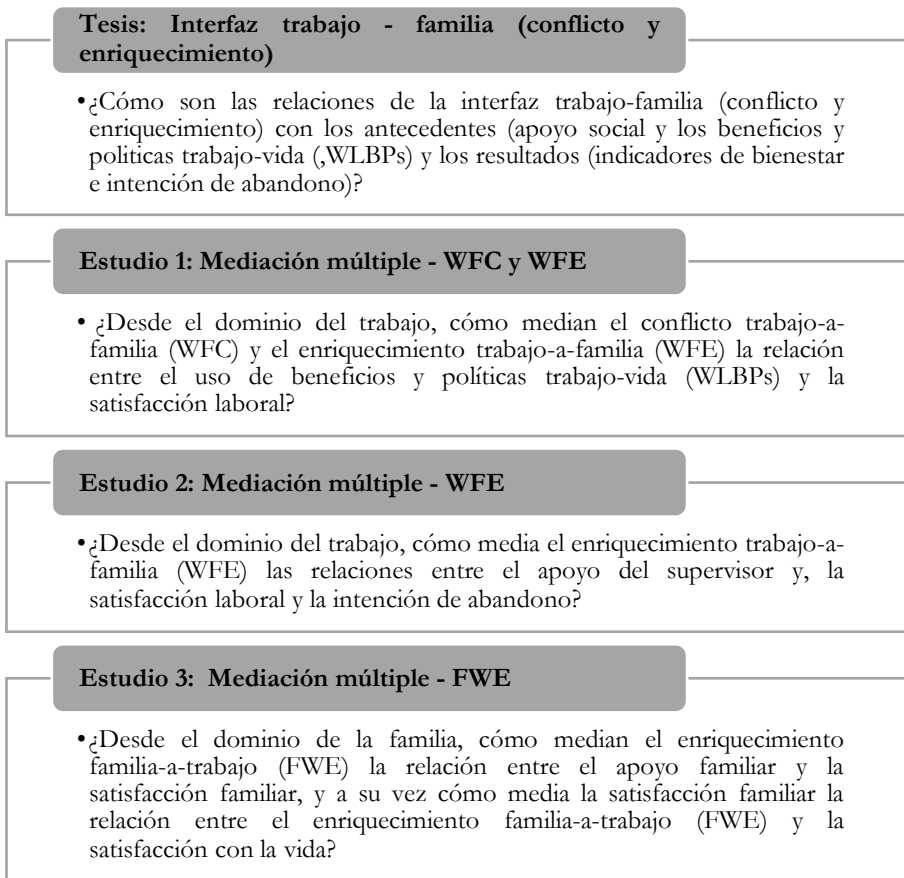 Tesis: Interfaz trabajo - familia (conflicto y
enriquecimiento)
•¿Cómo son las relaciones de la interfaz trabajo-familia (conflicto y
enriquecimiento) con los antecedentes (apoyo social y los beneficios y
politicas trabajo-vida (,WLBPs) y los resultados (indicadores de bienestar
e intención de abandono)?
Estudio 1: Mediación múltiple - WFC y WFE
• ¿Desde el dominio del trabajo, cómo median el conflicto trabajo-a-
familia (WFC) y el enriquecimiento trabajo-a-familia (WFE) la relación
entre el uso de beneficios y políticas trabajo-vida (WLBPs) y la
satisfacción laboral?
Estudio 2: Mediación múltiple - WFE
•¿Desde el dominio del trabajo, cómo media el enriquecimiento trabajo-a-
familia (WFE) las relaciones entre el apoyo del supervisor y, la
satisfacción laboral y la intención de abandono?
Estudio 3: Mediación múltiple - FWE
•¿Desde el dominio de la familia, cómo median el enriquecimiento
familia-a-trabajo (FWE) la relación entre el apoyo familiar y la
satisfacción familiar, y a su vez cómo media la satisfacción familiar la
relación entre el enriquecimiento familia-a-trabajo (FWE) y la
satisfacción con la vida?